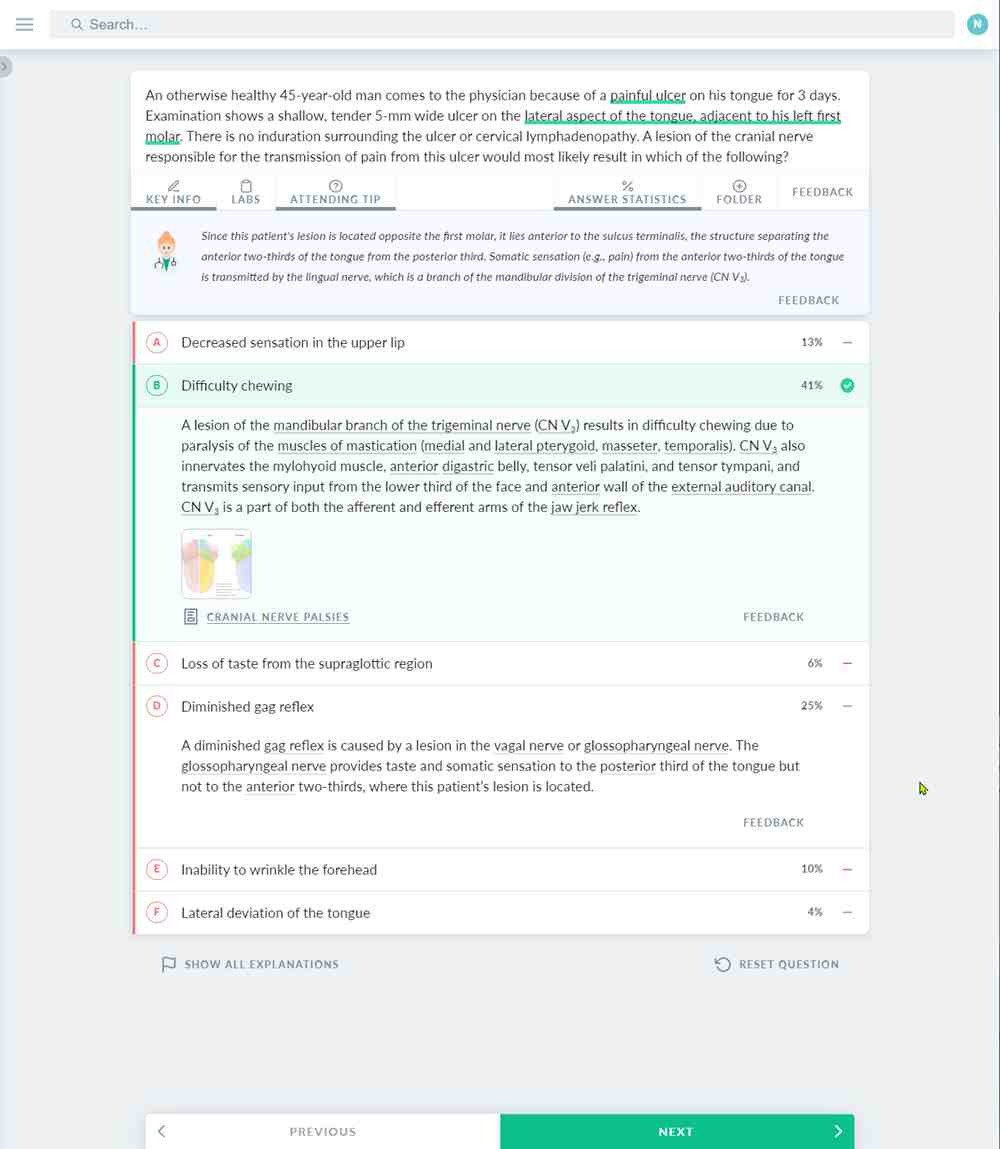 Search...
N
An otherwise healthy 45-year-old man comes to the physician because of a painful ulcer on his tongue for 3 days.
Examination shows a shallow, tender 5-mm wide ulcer on the lateral aspect of the tongue, adjacent to his left first
molar. There is no induration surrounding the ulcer or cervical lymphadenopathy. A lesion of the cranial nerve
responsible for the transmission of pain from this ulcer would most likely result in which of the following?
KEY INFO LABS ATTENDING TIP ANSWER STATISTICS FOLDER FEEDBACK
Since this patient's lesion is located opposite the first molar, it lies anterior to the sulcus terminalis, the structure separating the
anterior two-thirds of the tongue from the posterior third. Somatic sensation (e.g., pain) from the anterior two-thirds of the tongue
is transmitted by the lingual nerve, which is a branch of the mandibular division of the trigeminal nerve (CN V₃).
FEEDBACK
A Decreased sensation in the upper lip 13%
B Difficulty chewing 41%
A lesion of the mandibular branch of the trigeminal nerve (CN V₃) results in difficulty chewing due to
paralysis of the muscles of mastication (medial and lateral pterygoid, masseter, temporalis). CN V₃ also
innervates the mylohyoid muscle, anterior digastric belly, tensor veli palatini, and tensor tympani, and
transmits sensory input from the lower third of the face and anterior wall of the external auditory canal.
CN V₃ is a part of both the afferent and efferent arms of the jaw jerk reflex.
CRANIAL NERVE PALSIES FEEDBACK
C Loss of taste from the supraglottic region 6%
D Diminished gag reflex 25%
A diminished gag reflex is caused by a lesion in the vagal nerve or glossopharyngeal nerve. The
glossopharyngeal nerve provides taste and somatic sensation to the posterior third of the tongue but
not to the anterior two-thirds, where this patient's lesion is located.
FEEDBACK
E Inability to wrinkle the forehead 10%
F Lateral deviation of the tongue 4%
SHOW ALL EXPLANATIONS RESET QUESTION
PREVIOUS NEXT